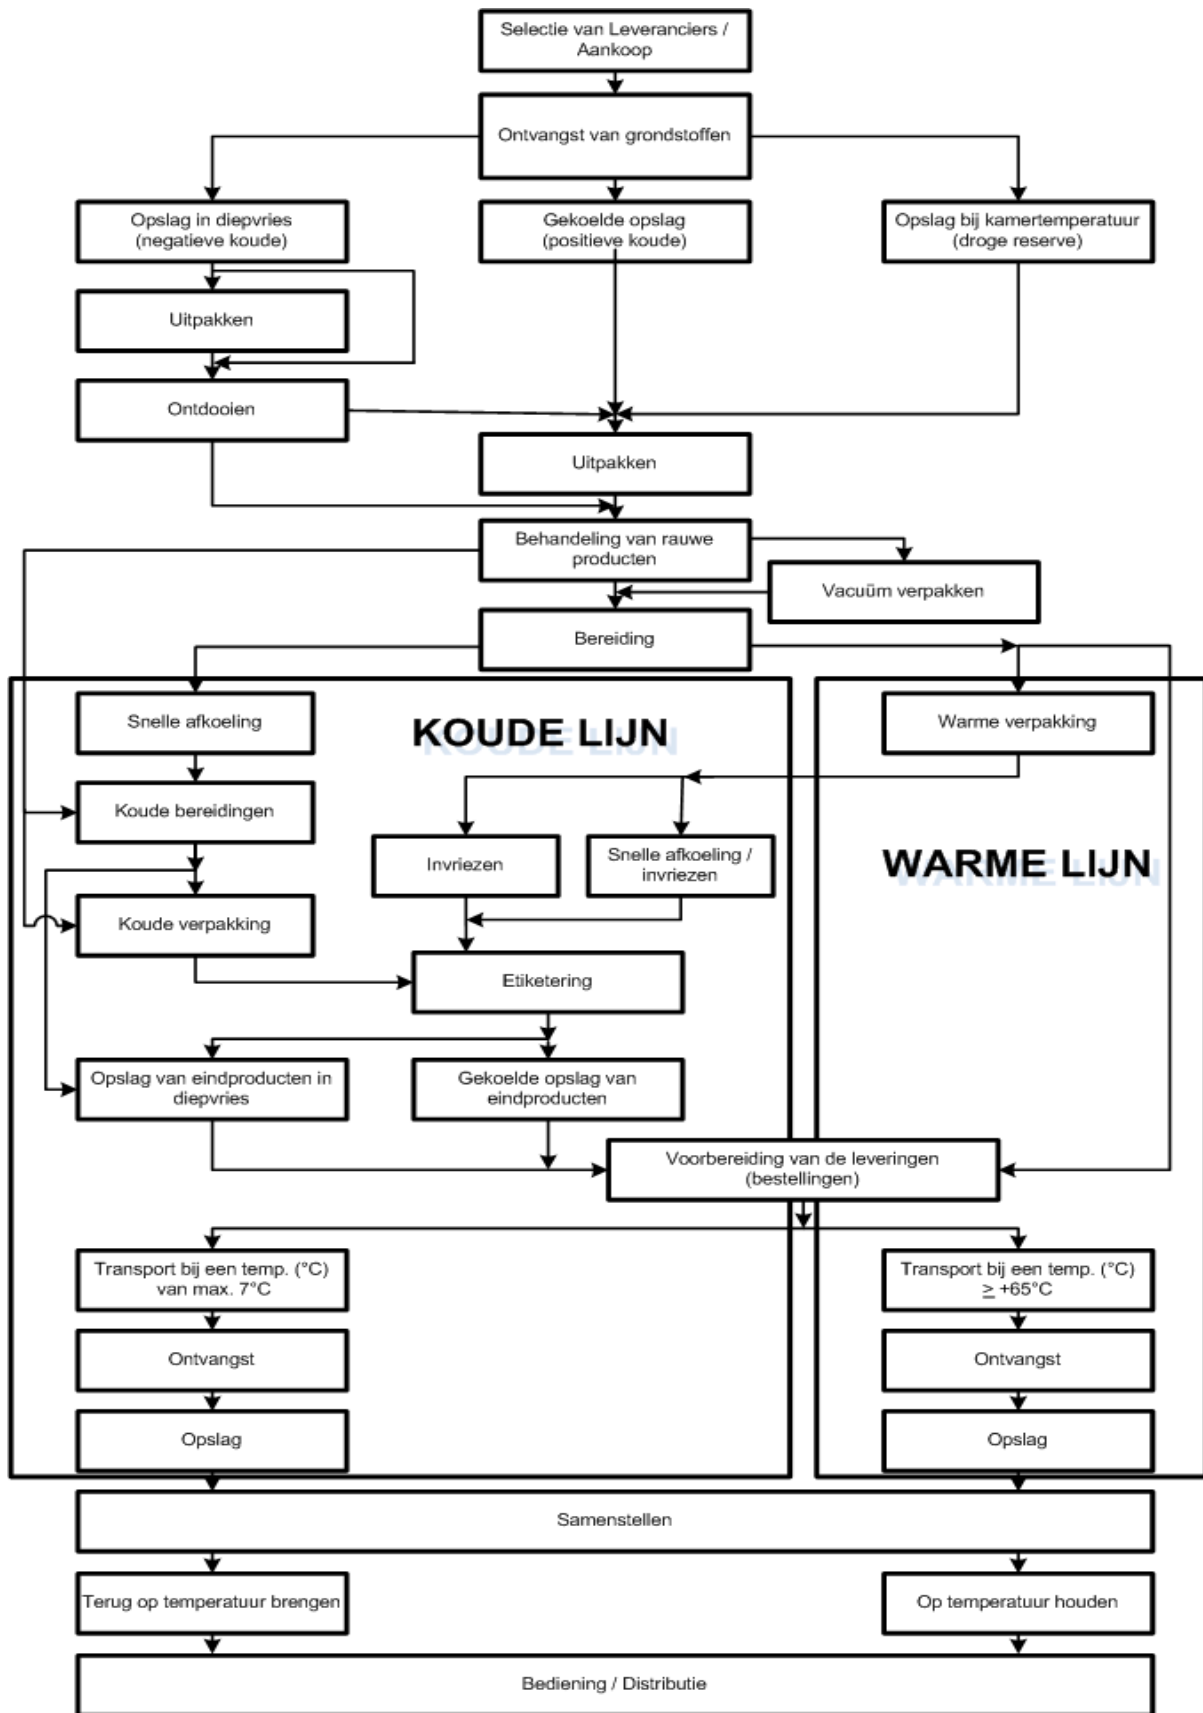 Selectie van Leveranciers /
Aankoop
Ontvangst van grondstoffen
Opslag in diepvries
(negatieve koude)
Gekoelde opslag
(positieve koude)
Opslag bij kamertemperatuur
(droge reserve)
Uitpakken
Ontdooien
Uitpakken
Behandeling van rauwe
producten
Vacuüm verpakken
Bereiding
Snelle afkoeling
KOUDE LIJN
Warme verpakking
Koude bereidingen
Invriezen
Snelle afkoeling /
invriezen
WARME LIJN
Koude verpakking
Etiketering
Opslag van eindproducten in
diepvries
Gekoelde opslag van
eindproducten
Voorbereiding van de leveringen
(bestellingen)
Transport bij een temp. (°C)
van max. 7°C
Transport bij een temp. (°C)
≥ +65°C
Ontvangst
Ontvangst
Opslag
Opslag
Samenstellen
Terug op temperatuur brengen
Op temperatuur houden
Bediening / Distributie